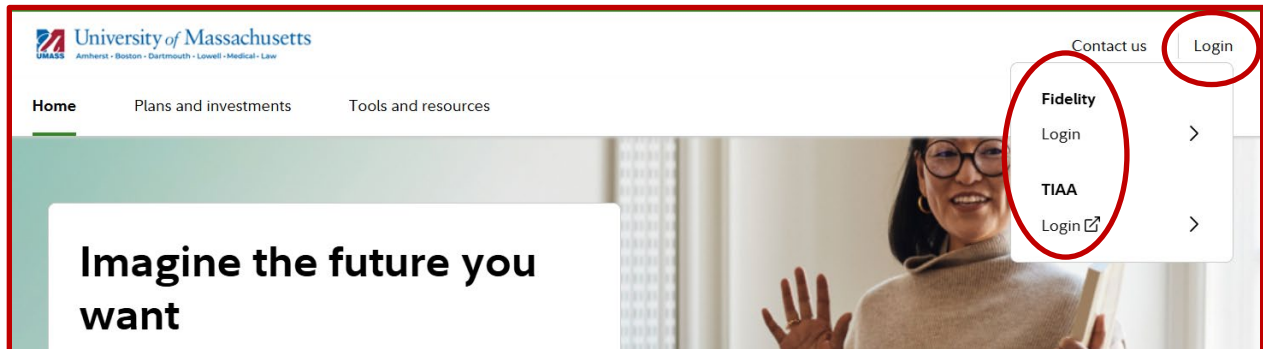 University of Massachusetts
UMASS Amherst • Boston • Dartmouth • Lowell • Medical • Law
Contact us Login
Home Plans and investments Tools and resources
Fidelity
Login
TIAA
Login
Imagine the future you
want